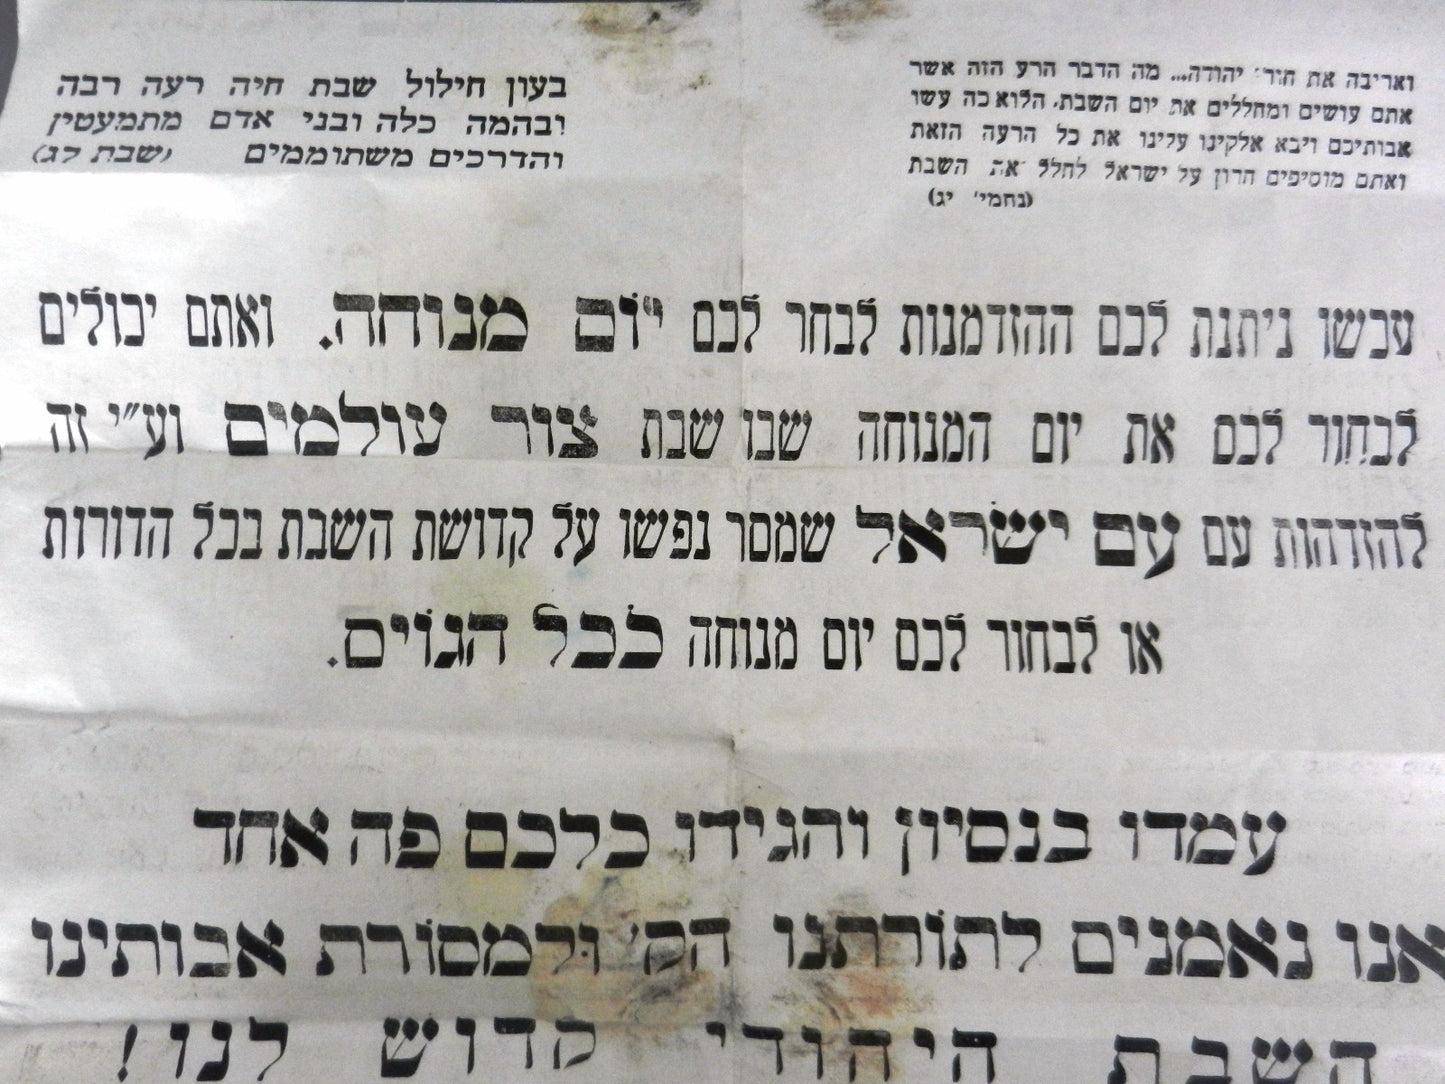 ואריבה את חור׳ יהודה... מה הדבר הרע הזה אשר
אתם עושים ומחללים את יום השבת. הלוא כה עשו
אבותיכם ויבא אלקינו עלינו את כל הרעה הזאת
ואתם מוסיפים חרון על ישראל לחלל את השבת
(נחמי׳ יג)
בעון חילול שבת חיה רעה רבה
ובהמה כלה ובני אדם מתמעטין
והדרכים משתוממים (שבת לג)
עכשו ניתנת לכם ההזדמנות לבחר לכם יום מנוחה. ואתם יכולים
לבחור לכם את יום המנוחה שבו שבת צור עולמים וע״י זה
להזדהות עם עם ישראל שמסר נפשו על קדושת השבת בכל הדורות
או לבחור לכם יום מנוחה ככל הגוים.
עמדו בנסיון והגידו כלכם פה אחד
אנו נאמנים לתורתנו הק׳ ולמסורת אבותינו
השבת היהודי קדוש לנו!